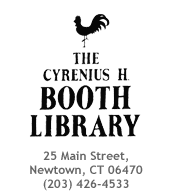 THE
CYRENIUS H.
BOOTH
LIBRARY
25 Main Street,
Newtown, CT 06470
(203) 426-4533